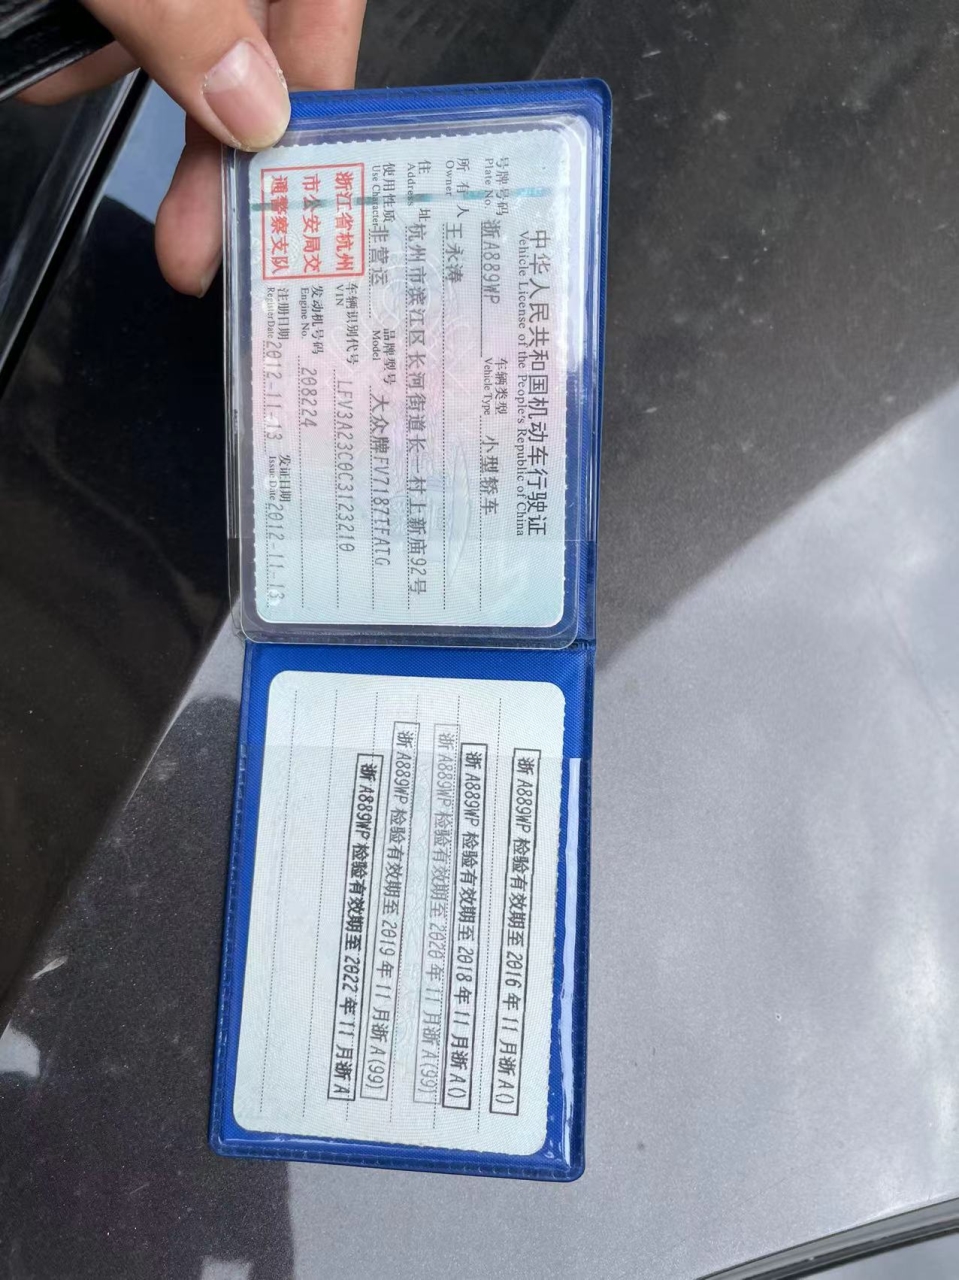 中华人民共和国机动车行驶证
Vehicle License of the People's Republic of China
号牌号码 浙A889WP 车辆类型 小型轿车
Plate No. Vehicle Type
所有人 王永涛
Owner
住址 杭州市滨江区长河街道长一村上新庙92号
Address
使用性质 非营运 品牌型号 大众牌FV7187TFATG
Use Character Model
浙江省杭州
市公安局交
通警察支队
车辆识别代号 LFV3A23C0C3123210
VIN
发动机号码 208224
Engine No.
注册日期 2012-11-13 发证日期 2012-11-13
Register Date Issue Date
浙A889WP 检验有效期至2016年11月浙A()
浙A889WP 检验有效期至2018年11月浙A()
浙A889WP 检验有效期至2020年11月浙A(99)
浙A889WP 检验有效期至2019年11月浙A(99)
浙A889WP 检验有效期至2022年11月浙A